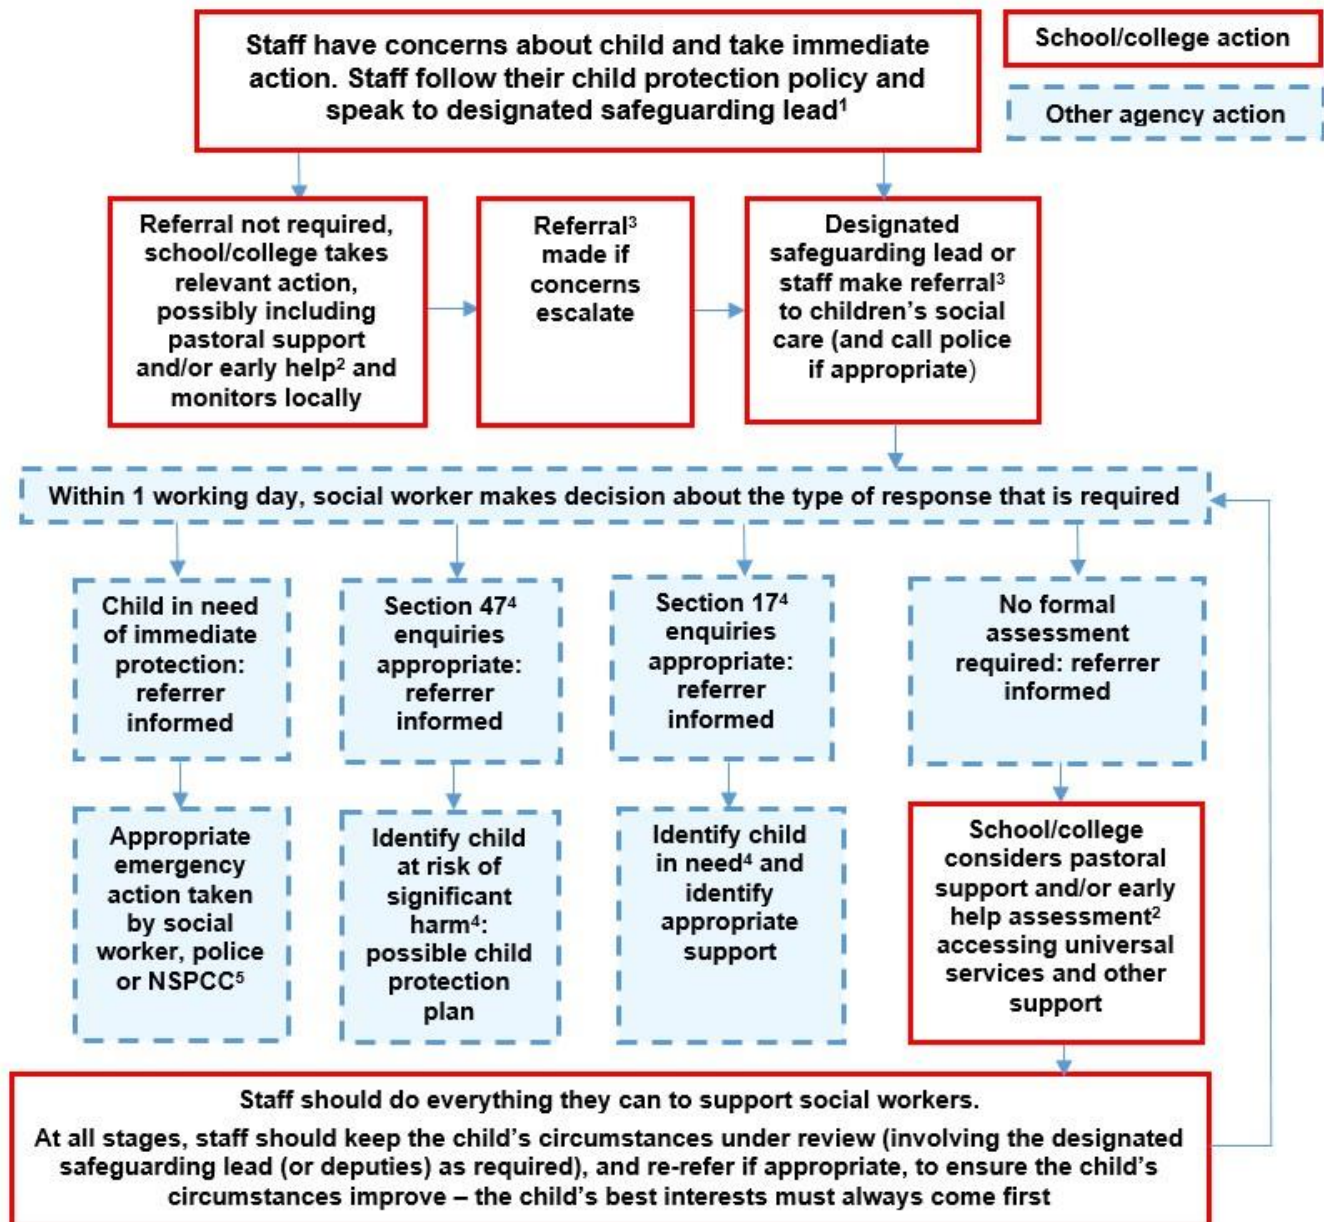 Staff have concerns about child and take immediate
action. Staff follow their child protection policy and
speak to designated safeguarding lead¹
School/college action
Other agency action
Referral not required,
school/college takes
relevant action,
possibly including
pastoral support
and/or early help² and
monitors locally
Referral³
made if
concerns
escalate
Designated
safeguarding lead or
staff make referral³
to children’s social
care (and call police
if appropriate)
Within 1 working day, social worker makes decision about the type of response that is required
Child in need
of immediate
protection:
referrer
informed
Section 47⁴
enquiries
appropriate:
referrer
informed
Section 17⁴
enquiries
appropriate:
referrer
informed
No formal
assessment
required: referrer
informed
Appropriate
emergency
action taken
by social
worker, police
or NSPCC⁵
Identify child
at risk of
significant
harm⁴:
possible child
protection
plan
Identify child
in need⁴ and
identify
appropriate
support
School/college
considers pastoral
support and/or early
help assessment²
accessing universal
services and other
support
Staff should do everything they can to support social workers.
At all stages, staff should keep the child’s circumstances under review (involving the designated
safeguarding lead (or deputies) as required), and re-refer if appropriate, to ensure the child’s
circumstances improve – the child’s best interests must always come first